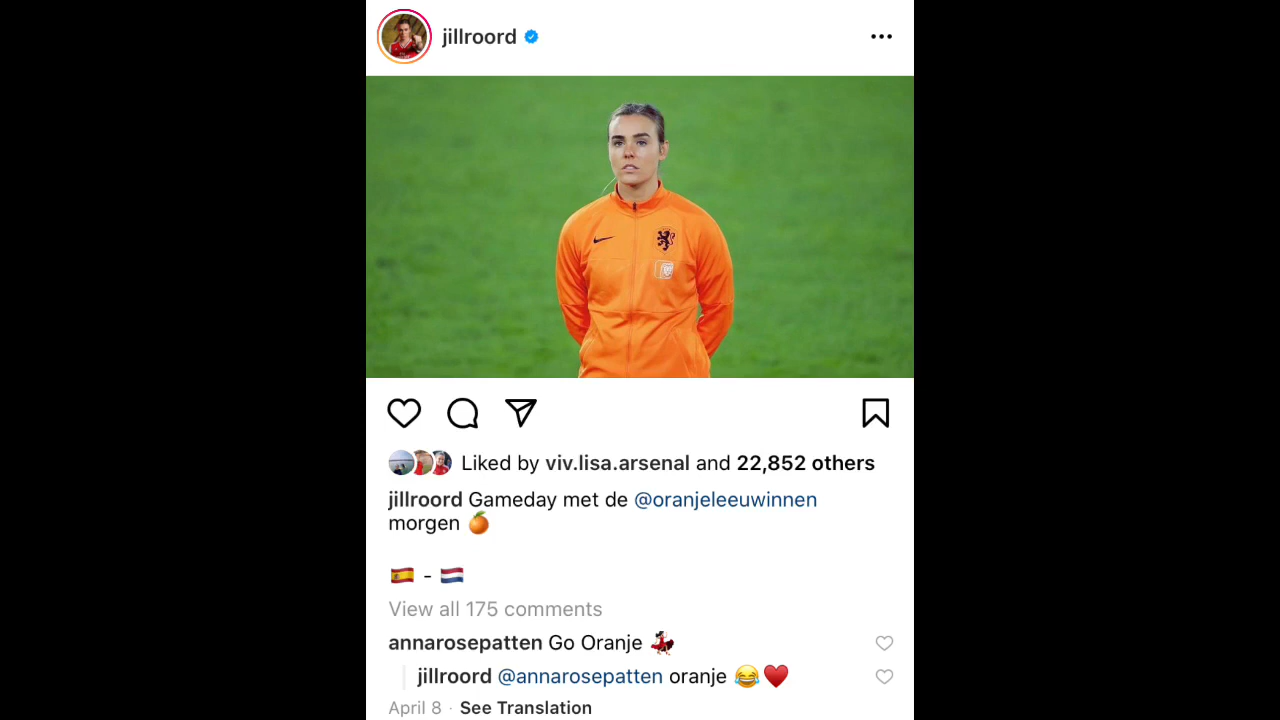 jillroord
Liked by viv.lisa.arsenal and 22,852 others
jillroord Gameday met de @oranjeleeuwinnen
morgen 🍊
🇪🇸 - 🇳🇱
View all 175 comments
annarosepatten Go Oranje 💃
jillroord @annarosepatten oranje 😂❤️
April 8 · See Translation